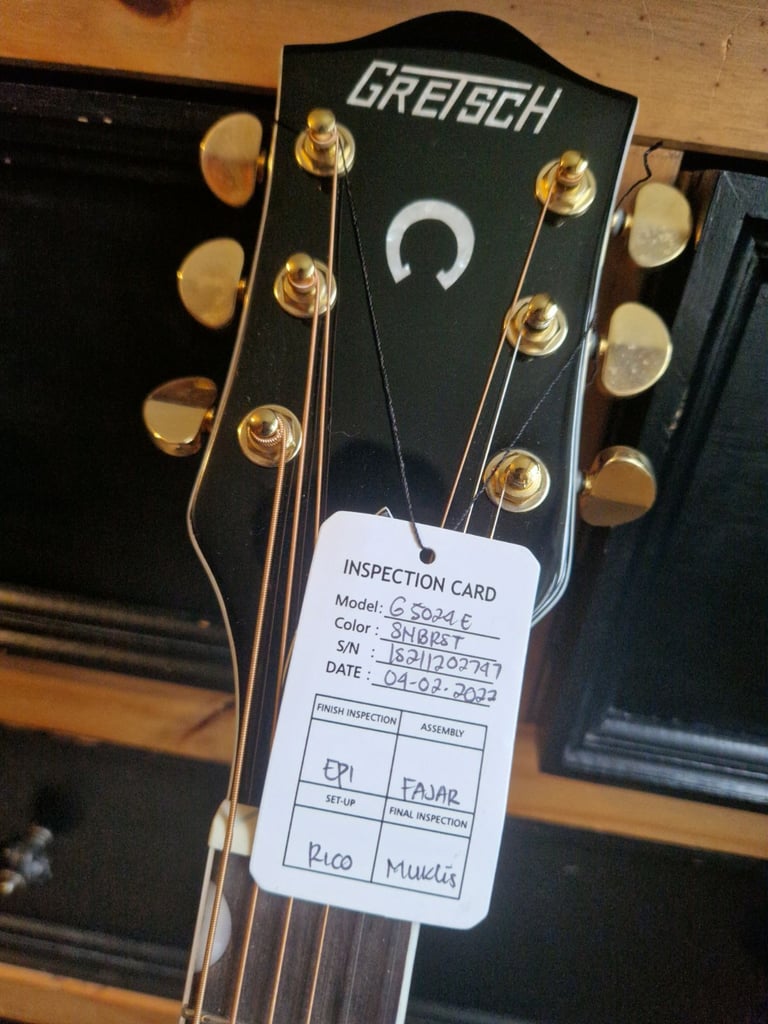 GRETSCH
INSPECTION CARD
Model: G5024E
Color: SNBRST
S/N : IS211202747
DATE: 04-02-2022
FINISH INSPECTION ASSEMBLY
EPI FAJAR
SET-UP FINAL INSPECTION
RICO MUKLIS